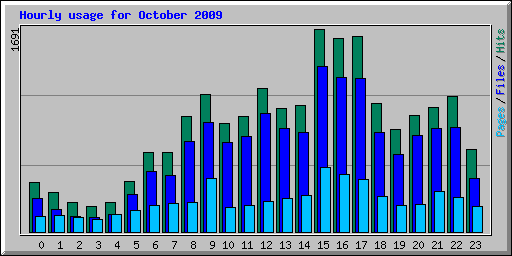 Hourly usage for October 2009
1691
Pages / Files / Hits
0 1 2 3 4 5 6 7 8 9 10 11 12 13 14 15 16 17 18 19 20 21 22 23